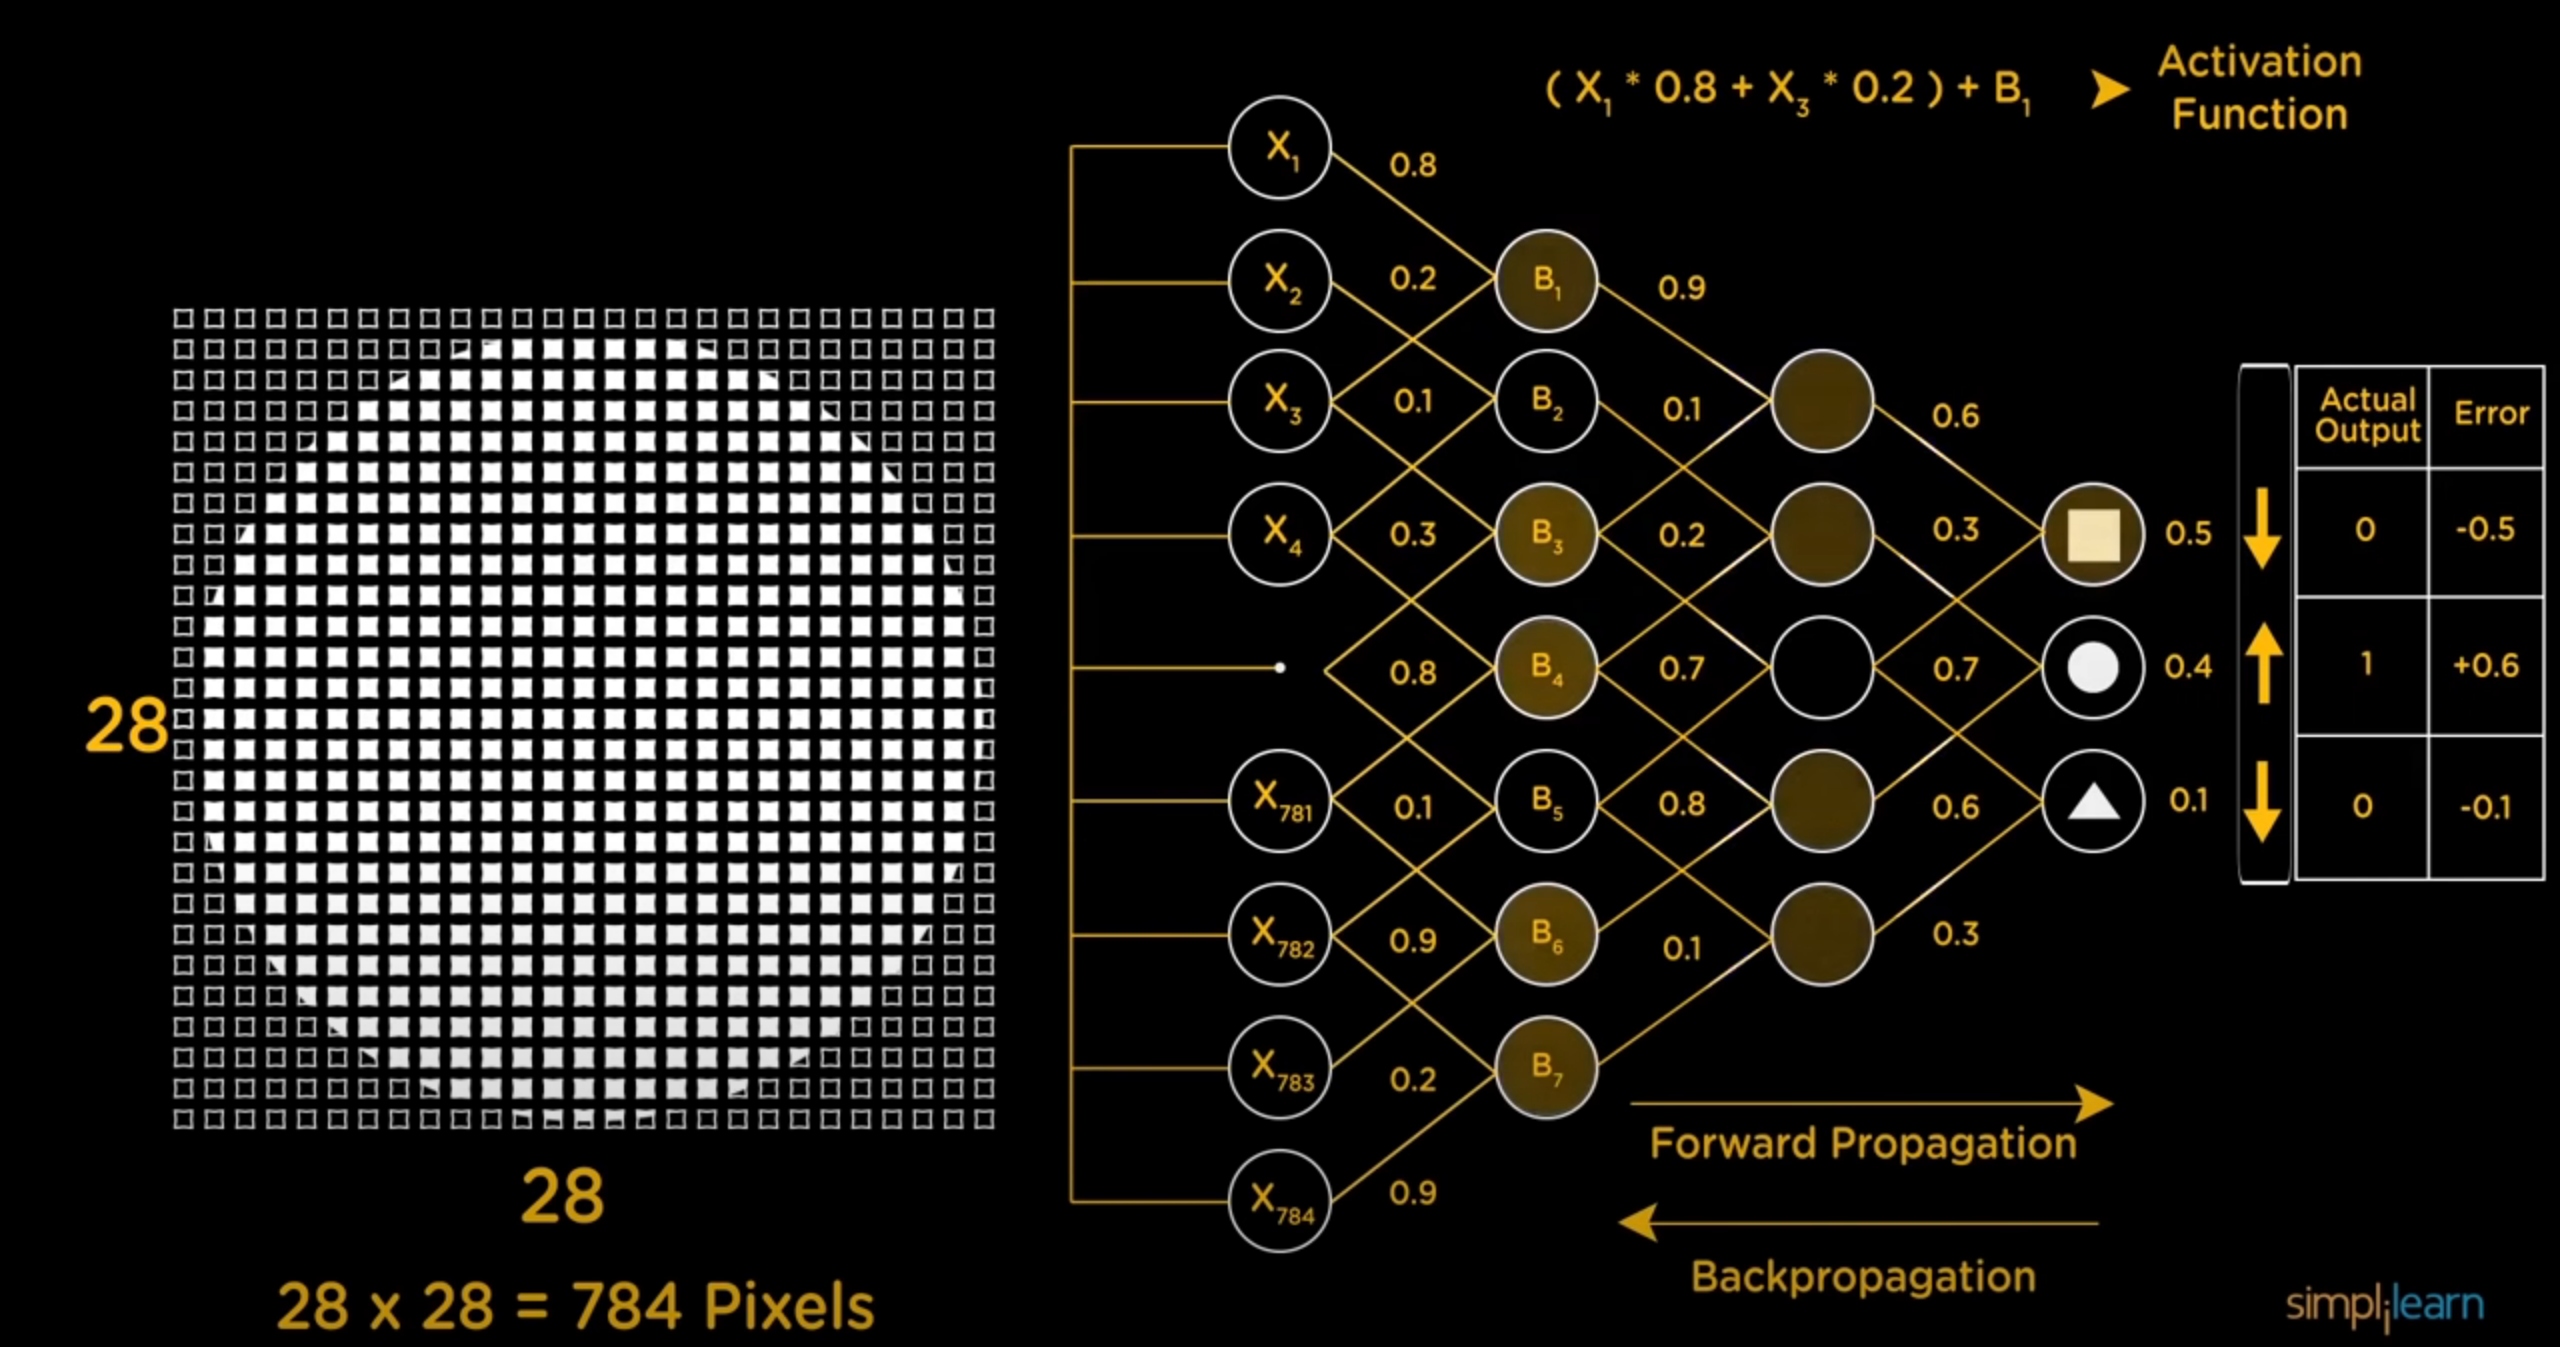 ( X₁ * 0.8 + X₃ * 0.2 ) + B₁
Activation
Function
28
28
28 x 28 = 784 Pixels
X₁
X₂
X₃
X₄
X₇₈₁
X₇₈₂
X₇₈₃
X₇₈₄
0.8
0.2
0.1
0.3
0.8
0.1
0.9
0.2
0.9
B₁
B₂
B₃
B₄
B₅
B₆
B₇
0.9
0.1
0.2
0.7
0.8
0.1
0.6
0.3
0.7
0.6
0.3
0.5
0.4
0.1
Actual Error
Output
0 -0.5
1 +0.6
0 -0.1
Forward Propagation
Backpropagation
simplilearn